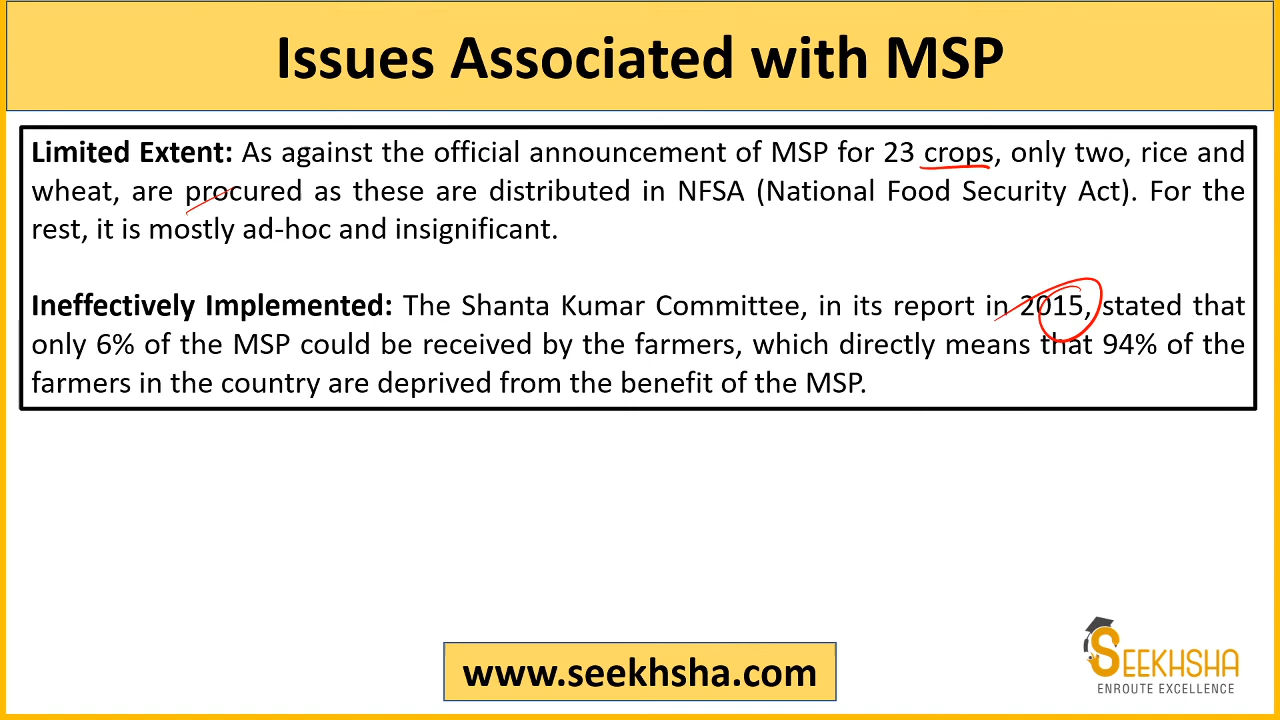 Issues Associated with MSP
Limited Extent: As against the official announcement of MSP for 23 crops, only two, rice and
wheat, are procured as these are distributed in NFSA (National Food Security Act). For the
rest, it is mostly ad-hoc and insignificant.
Ineffectively Implemented: The Shanta Kumar Committee, in its report in 2015, stated that
only 6% of the MSP could be received by the farmers, which directly means that 94% of the
farmers in the country are deprived from the benefit of the MSP.
www.seekhsha.com
SEEKHSHA
ENROUTE EXCELLENCE